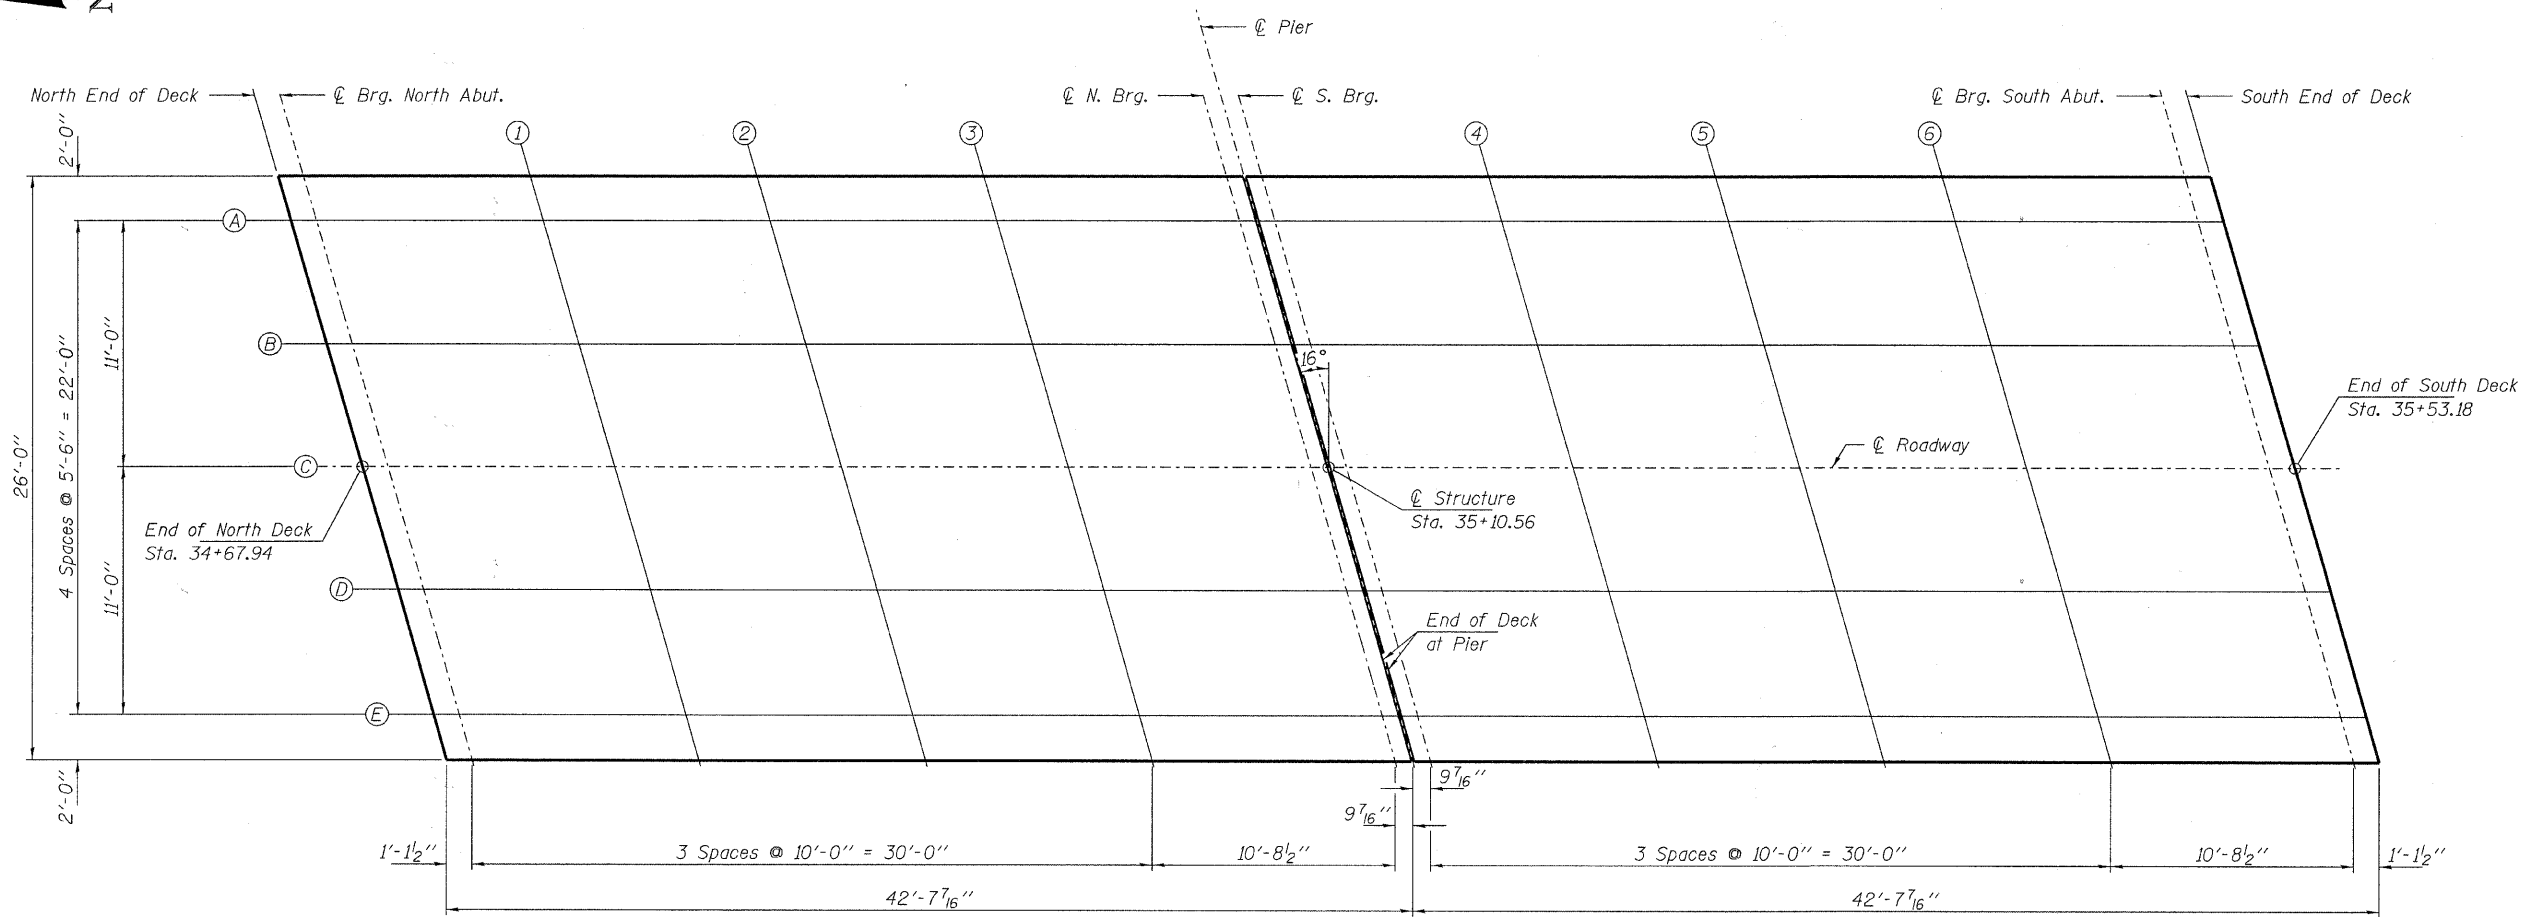 N
℄ Pier
North End of Deck
℄ Brg. North Abut.
℄ N. Brg.
℄ S. Brg.
℄ Brg. South Abut.
South End of Deck
2'-0"
1
2
3
4
5
6
A
B
C
D
E
26'-0"
4 Spaces @ 5'-6" = 22'-0"
11'-0"
11'-0"
2'-0"
16°
End of North Deck
Sta. 34+67.94
℄ Structure
Sta. 35+10.56
℄ Roadway
End of South Deck
Sta. 35+53.18
End of Deck
at Pier
9 7/16"
9 7/16"
1'-1 1/2"
3 Spaces @ 10'-0" = 30'-0"
10'-8 1/2"
3 Spaces @ 10'-0" = 30'-0"
10'-8 1/2"
1'-1 1/2"
42'-7 7/16"
42'-7 7/16"